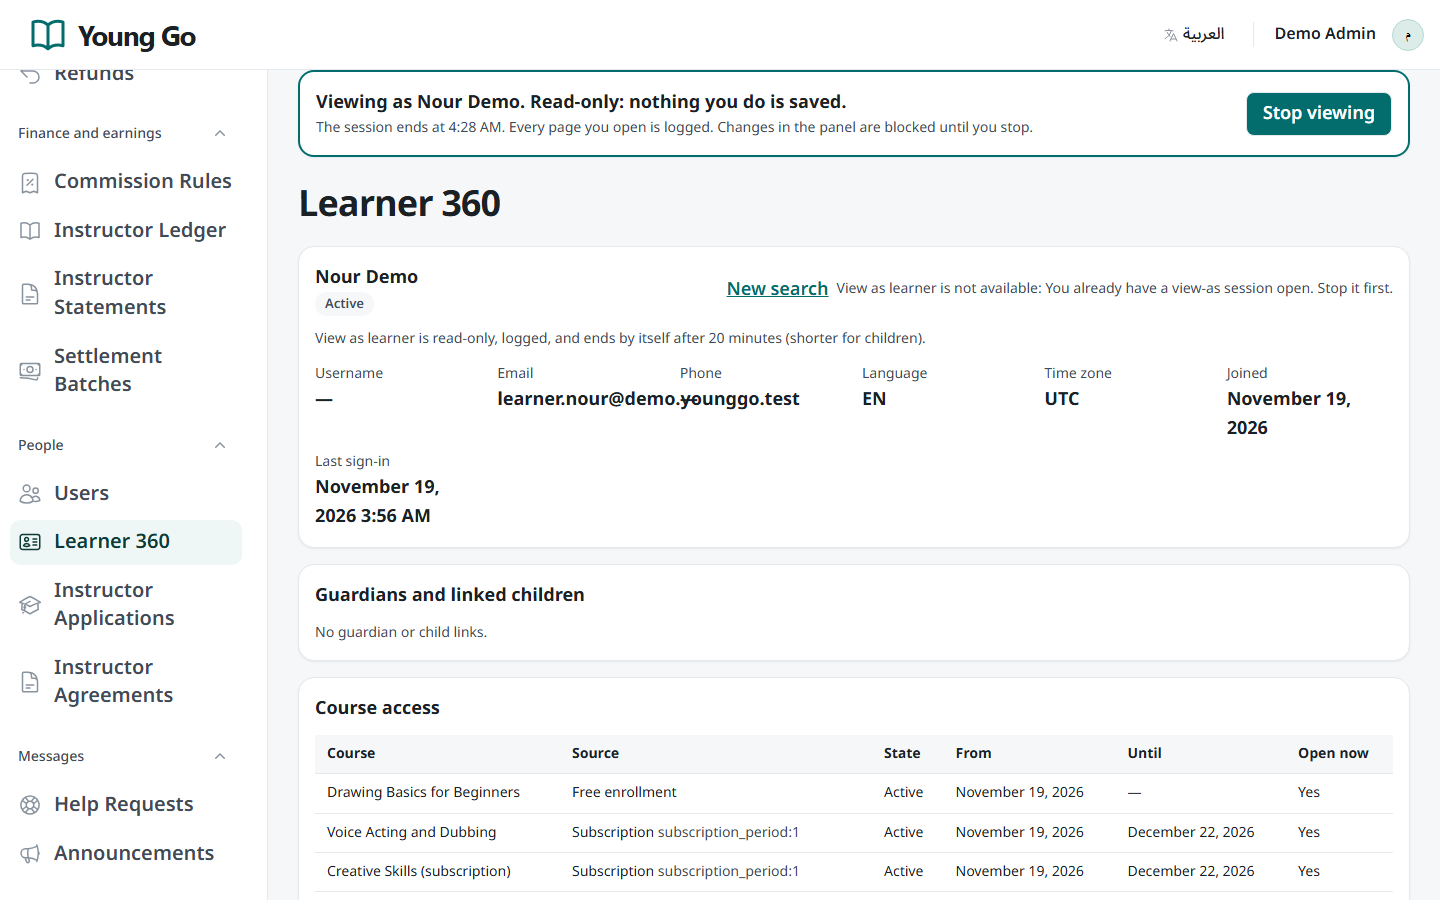 Young Go
العربية
Demo Admin
م
Refunds
Finance and earnings
Commission Rules
Instructor Ledger
Instructor
Statements
Settlement
Batches
People
Users
Learner 360
Instructor
Applications
Instructor
Agreements
Messages
Help Requests
Announcements
Viewing as Nour Demo. Read-only: nothing you do is saved.
The session ends at 4:28 AM. Every page you open is logged. Changes in the panel are blocked until you stop.
Stop viewing
Learner 360
Nour Demo
Active
New search View as learner is not available: You already have a view-as session open. Stop it first.
View as learner is read-only, logged, and ends by itself after 20 minutes (shorter for children).
Username
—
Email
learner.nour@demo.younggo.test
Phone
—
Language
EN
Time zone
UTC
Joined
November 19,
2026
Last sign-in
November 19,
2026 3:56 AM
Guardians and linked children
No guardian or child links.
Course access
Course Source State From Until Open now
Drawing Basics for Beginners Free enrollment Active November 19, 2026 — Yes
Voice Acting and Dubbing Subscription subscription_period:1 Active November 19, 2026 December 22, 2026 Yes
Creative Skills (subscription) Subscription subscription_period:1 Active November 19, 2026 December 22, 2026 Yes